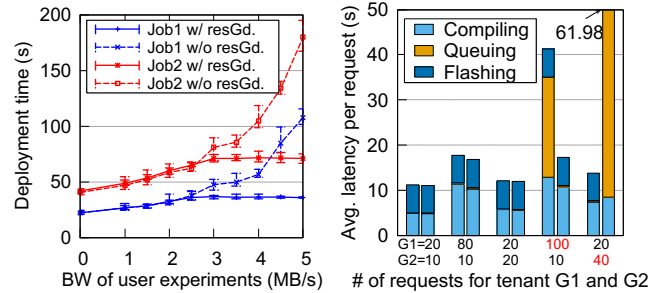 Deployment time (s)
200
150
100
50
0
Job1 w/ resGd.
Job1 w/o resGd.
Job2 w/ resGd.
Job2 w/o resGd.
0 1 2 3 4 5
BW of user experiments (MB/s)
Avg. latency per request (s)
50
40
30
20
10
0
61.98
Compiling
Queuing
Flashing
G1=20 80 20 100 20
G2=10 10 20 10 40
# of requests for tenant G1 and G2